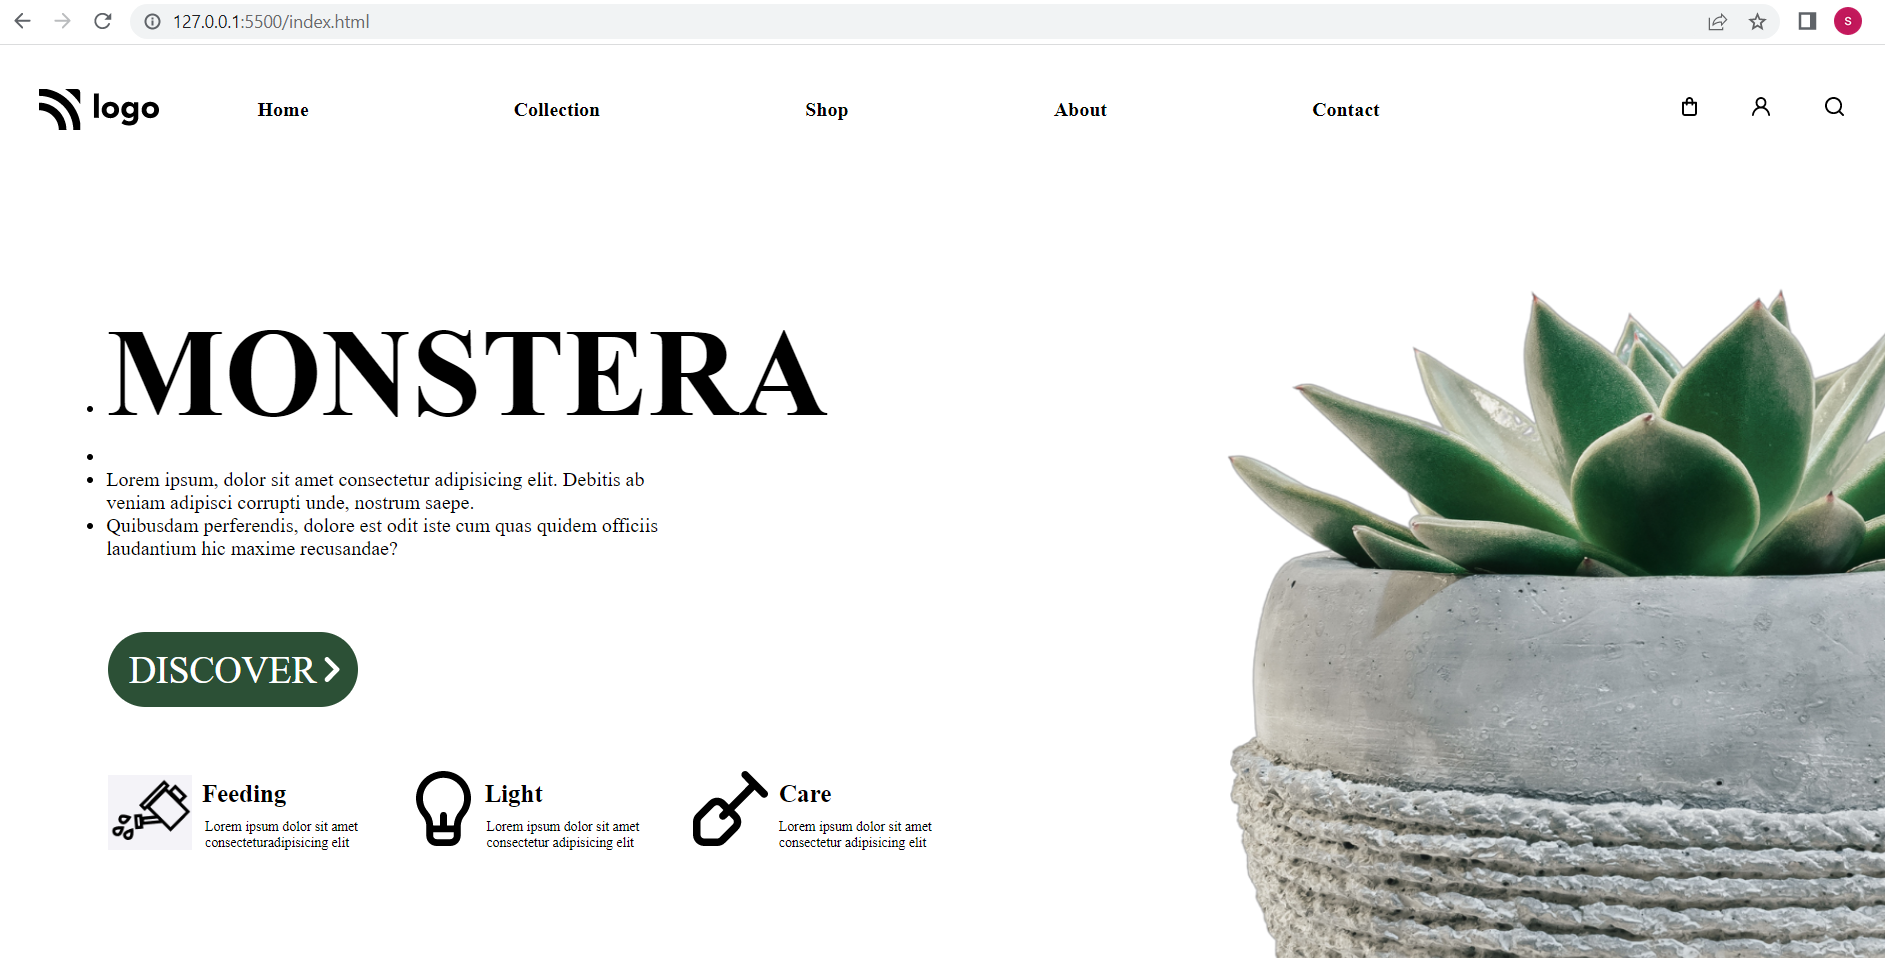 127.0.0.1:5500/index.html
S
logo
Home
Collection
Shop
About
Contact
MONSTERA
Lorem ipsum, dolor sit amet consectetur adipisicing elit. Debitis ab
veniam adipisci corrupti unde, nostrum saepe.
Quibusdam perferendis, dolore est odit iste cum quas quidem officiis
laudantium hic maxime recusandae?
DISCOVER
Feeding
Lorem ipsum dolor sit amet
consecteturadipisicing elit
Light
Lorem ipsum dolor sit amet
consectetur adipisicing elit
Care
Lorem ipsum dolor sit amet
consectetur adipisicing elit